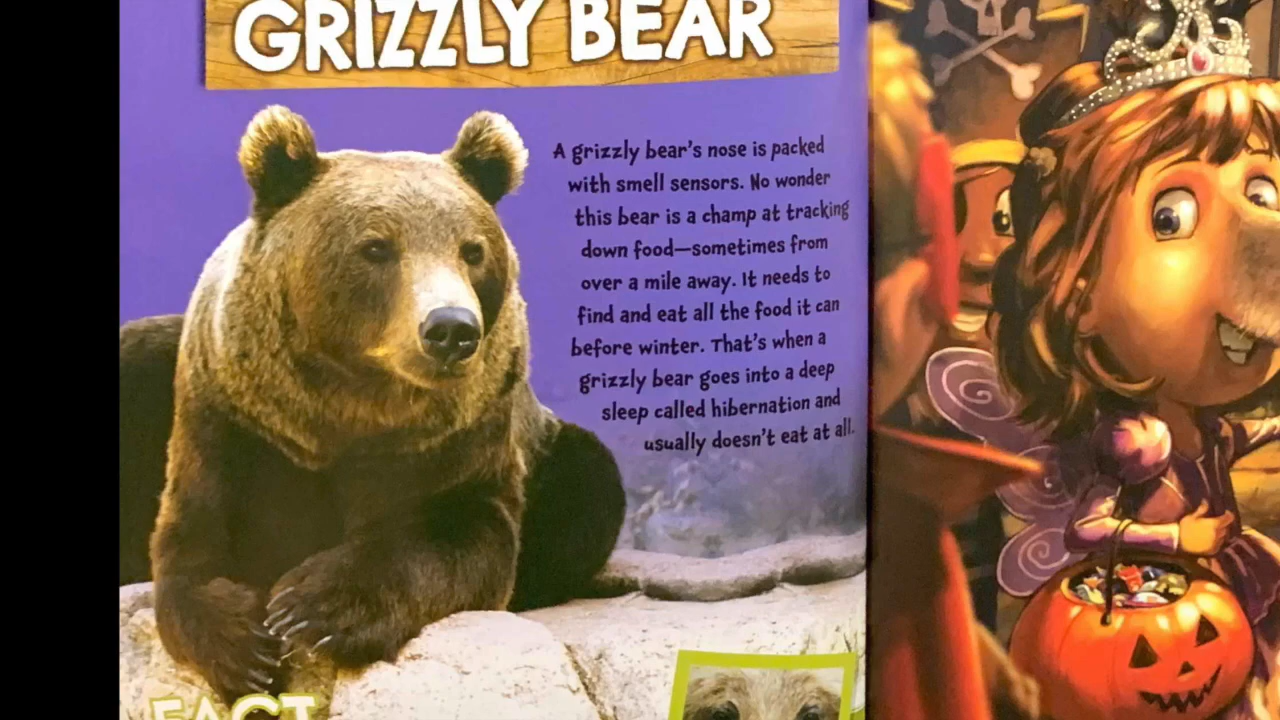 GRIZZLY BEAR
A grizzly bear's nose is packed
with smell sensors. No wonder
this bear is a champ at tracking
down food—sometimes from
over a mile away. It needs to
find and eat all the food it can
before winter. That's when a
grizzly bear goes into a deep
sleep called hibernation and
usually doesn't eat at all.
FACT